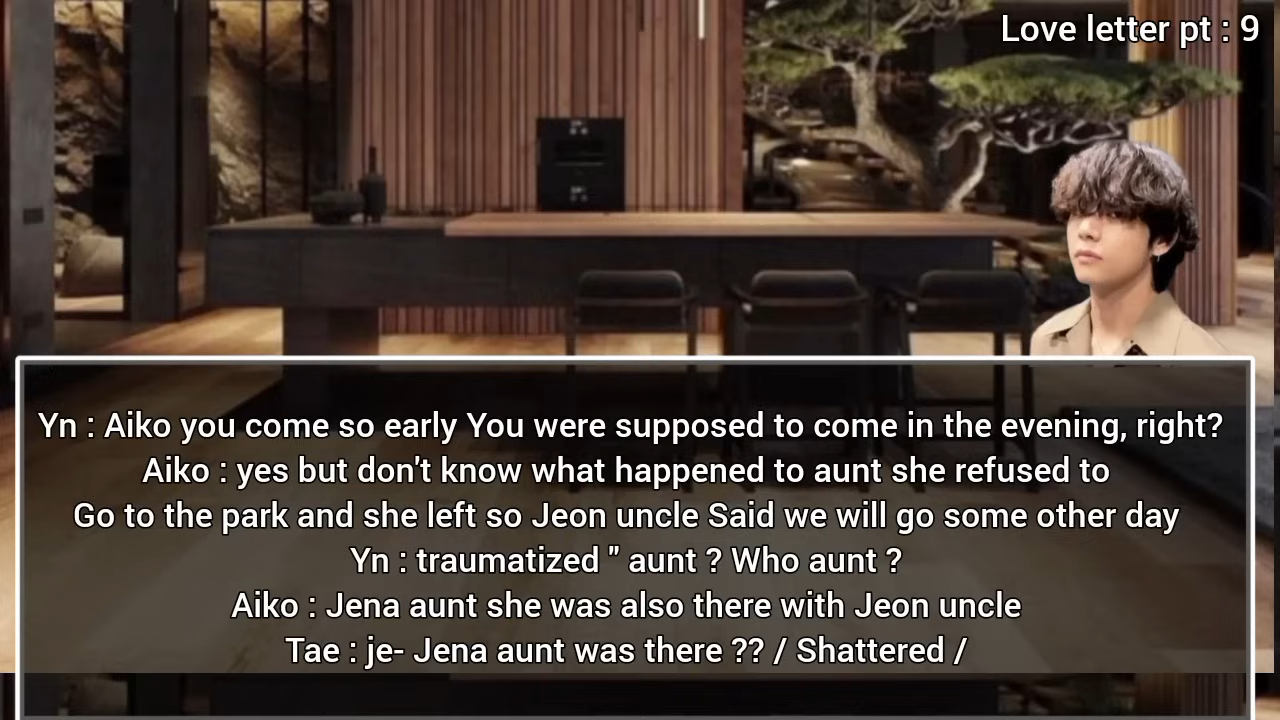 Love letter pt : 9
Yn : Aiko you come so early You were supposed to come in the evening, right?
Aiko : yes but don't know what happened to aunt she refused to
Go to the park and she left so Jeon uncle Said we will go some other day
Yn : traumatized " aunt ? Who aunt ?
Aiko : Jena aunt she was also there with Jeon uncle
Tae : je- Jena aunt was there ?? / Shattered /